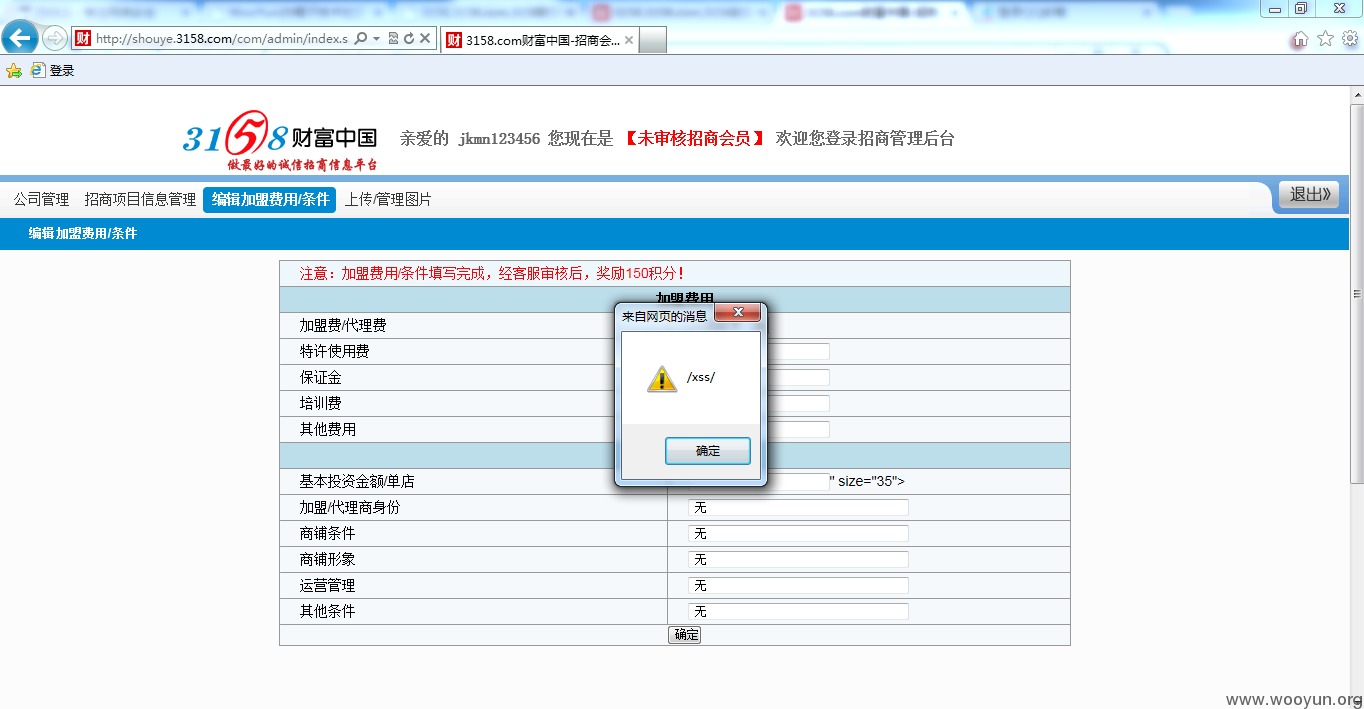 http://shouye.3158.com/com/admin/index.s
3158.com财富中国-招商会...
登录
3158财富中国
做最好的诚信招商信息平台
亲爱的 jkmn123456 您现在是 【未审核招商会员】 欢迎您登录招商管理后台
公司管理 招商项目信息管理 编辑加盟费用/条件 上传/管理图片 退出》
编辑加盟费用/条件
注意：加盟费用/条件填写完成，经客服审核后，奖励150积分！
加盟费用
加盟费/代理费
特许使用费
保证金
培训费
其他费用
来自网页的消息
/xss/
确定
基本投资金额/单店 " size="35">
加盟/代理商身份 无
商铺条件 无
商铺形象 无
运营管理 无
其他条件 无
确定
www.wooyun.org